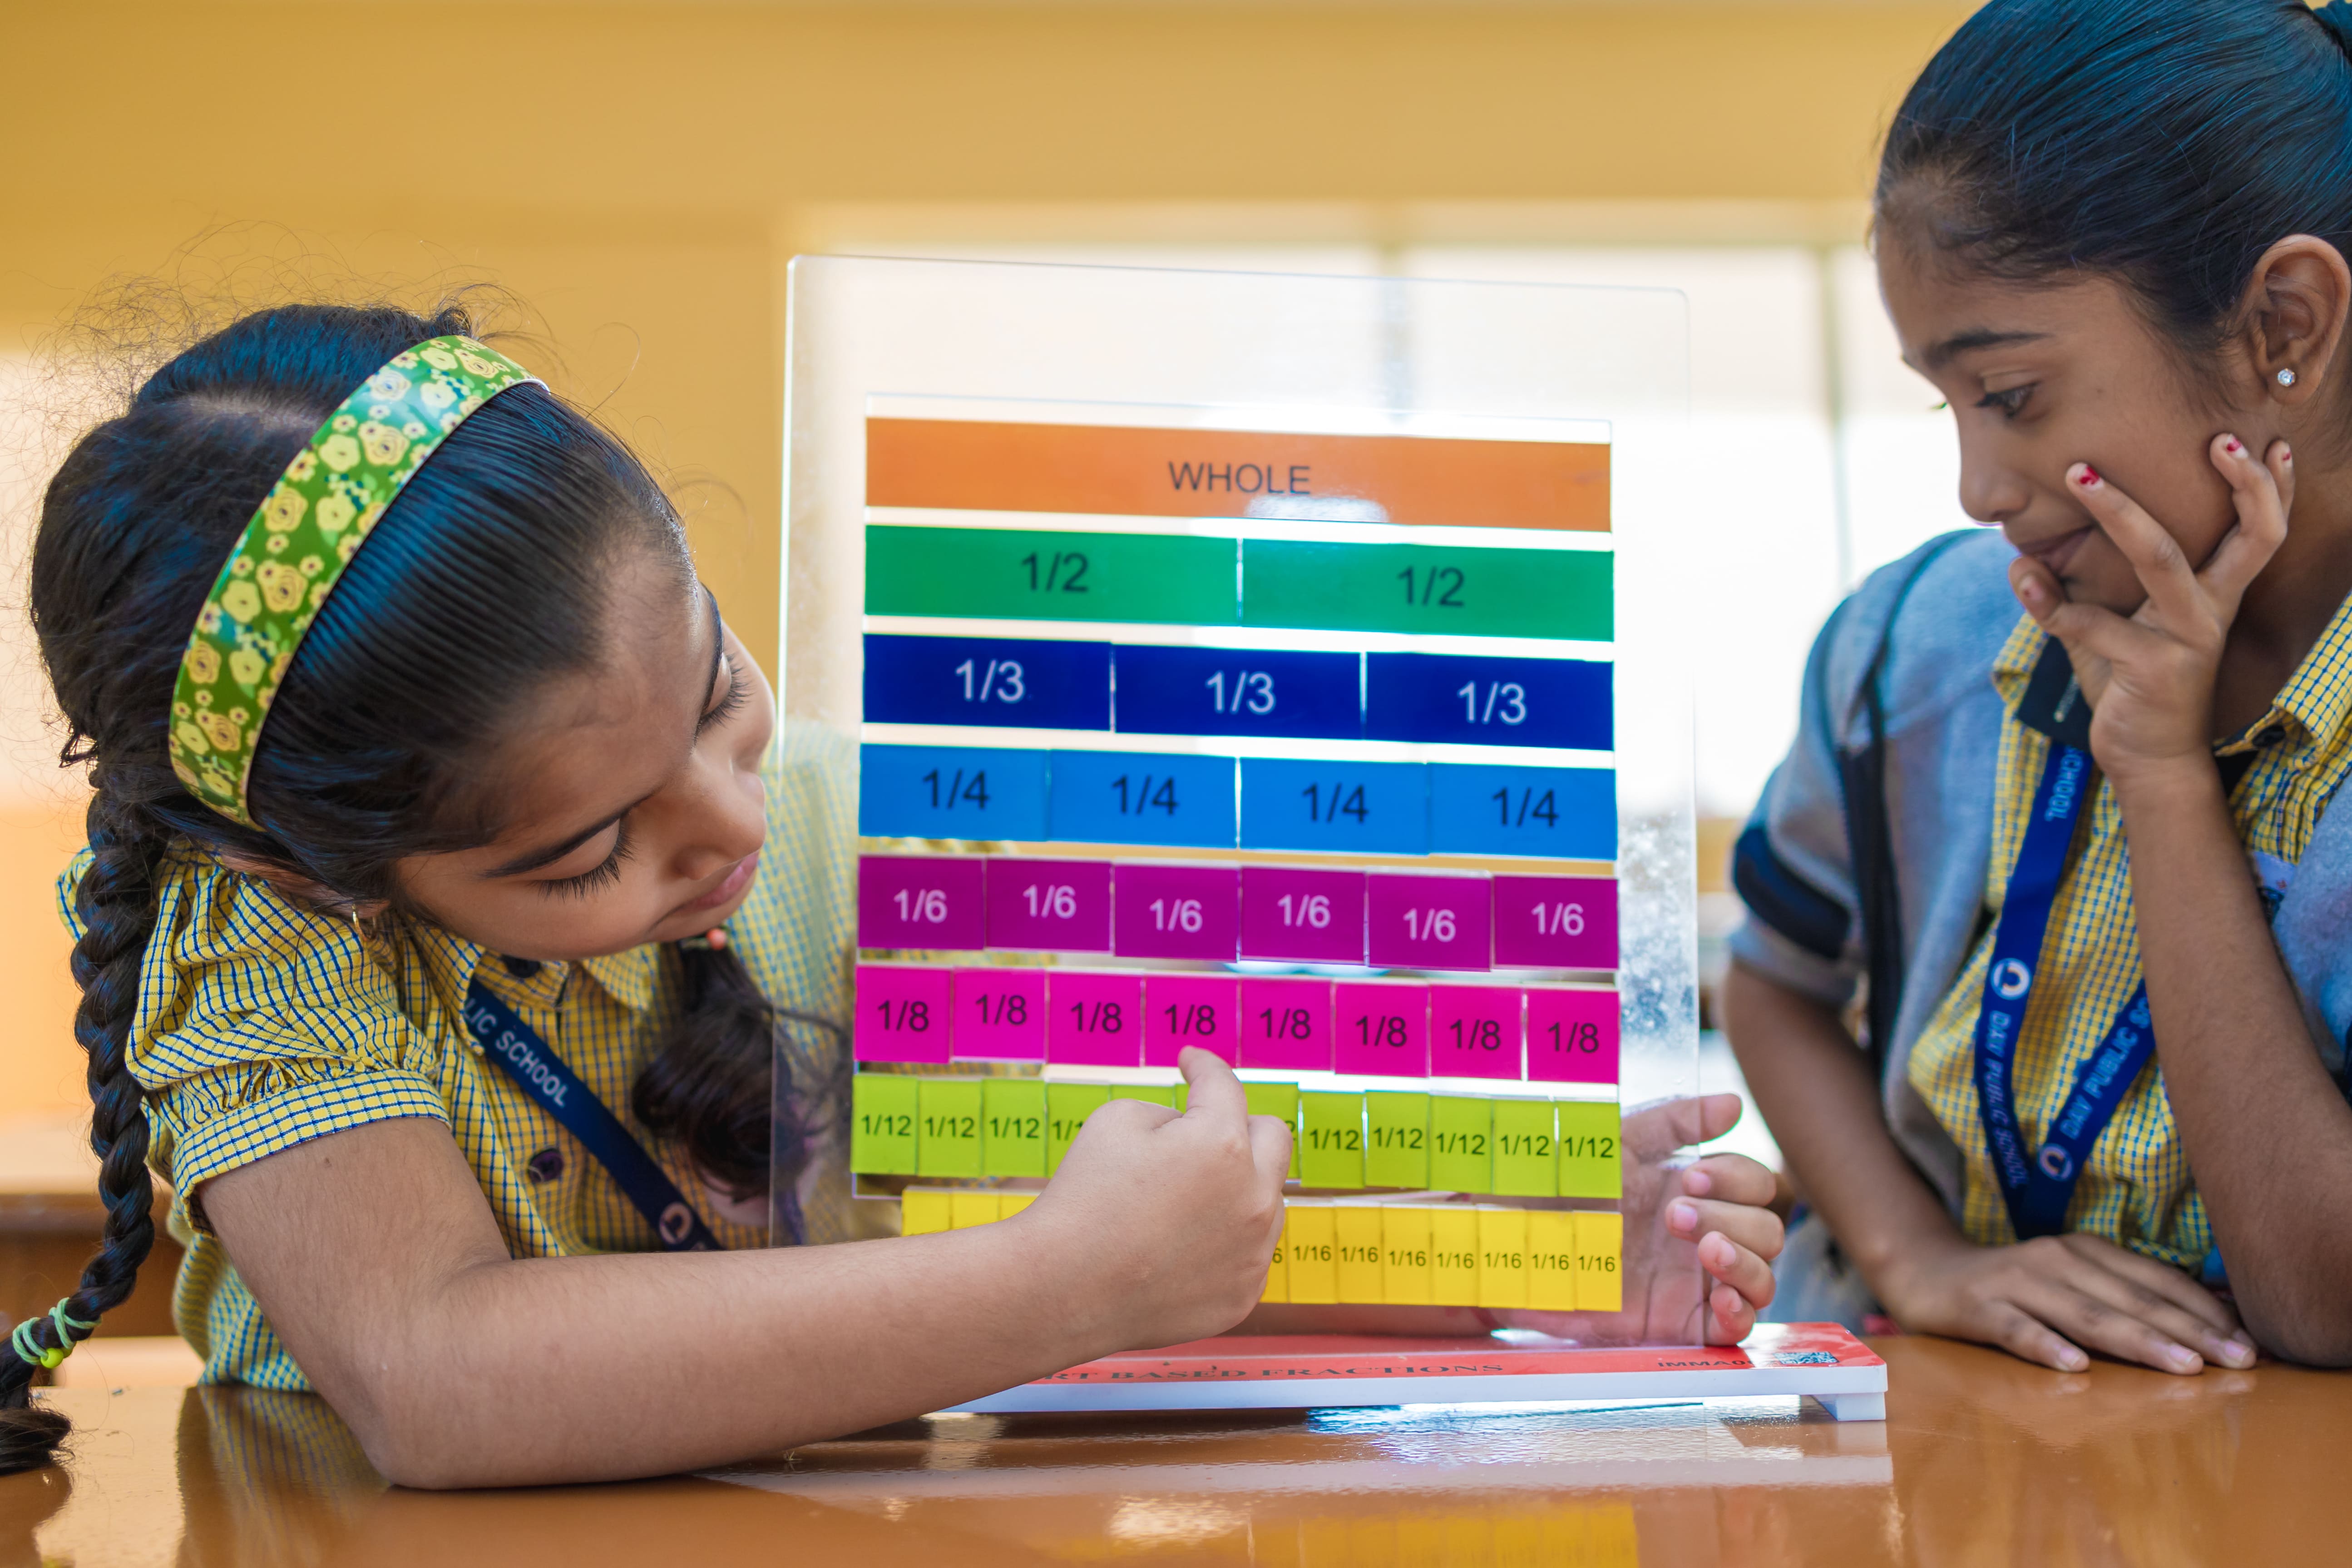 WHOLE
1/2 1/2
1/3 1/3 1/3
1/4 1/4 1/4 1/4
1/6 1/6 1/6 1/6 1/6 1/6
1/8 1/8 1/8 1/8 1/8 1/8 1/8 1/8
1/12 1/12 1/12 1/12 1/12 1/12 1/12 1/12
1/16 1/16 1/16 1/16 1/16 1/16 1/16
BASED FRACTIONS
SCHOOL
DAV PUBLIC SCHOOL
DAV PUBLIC